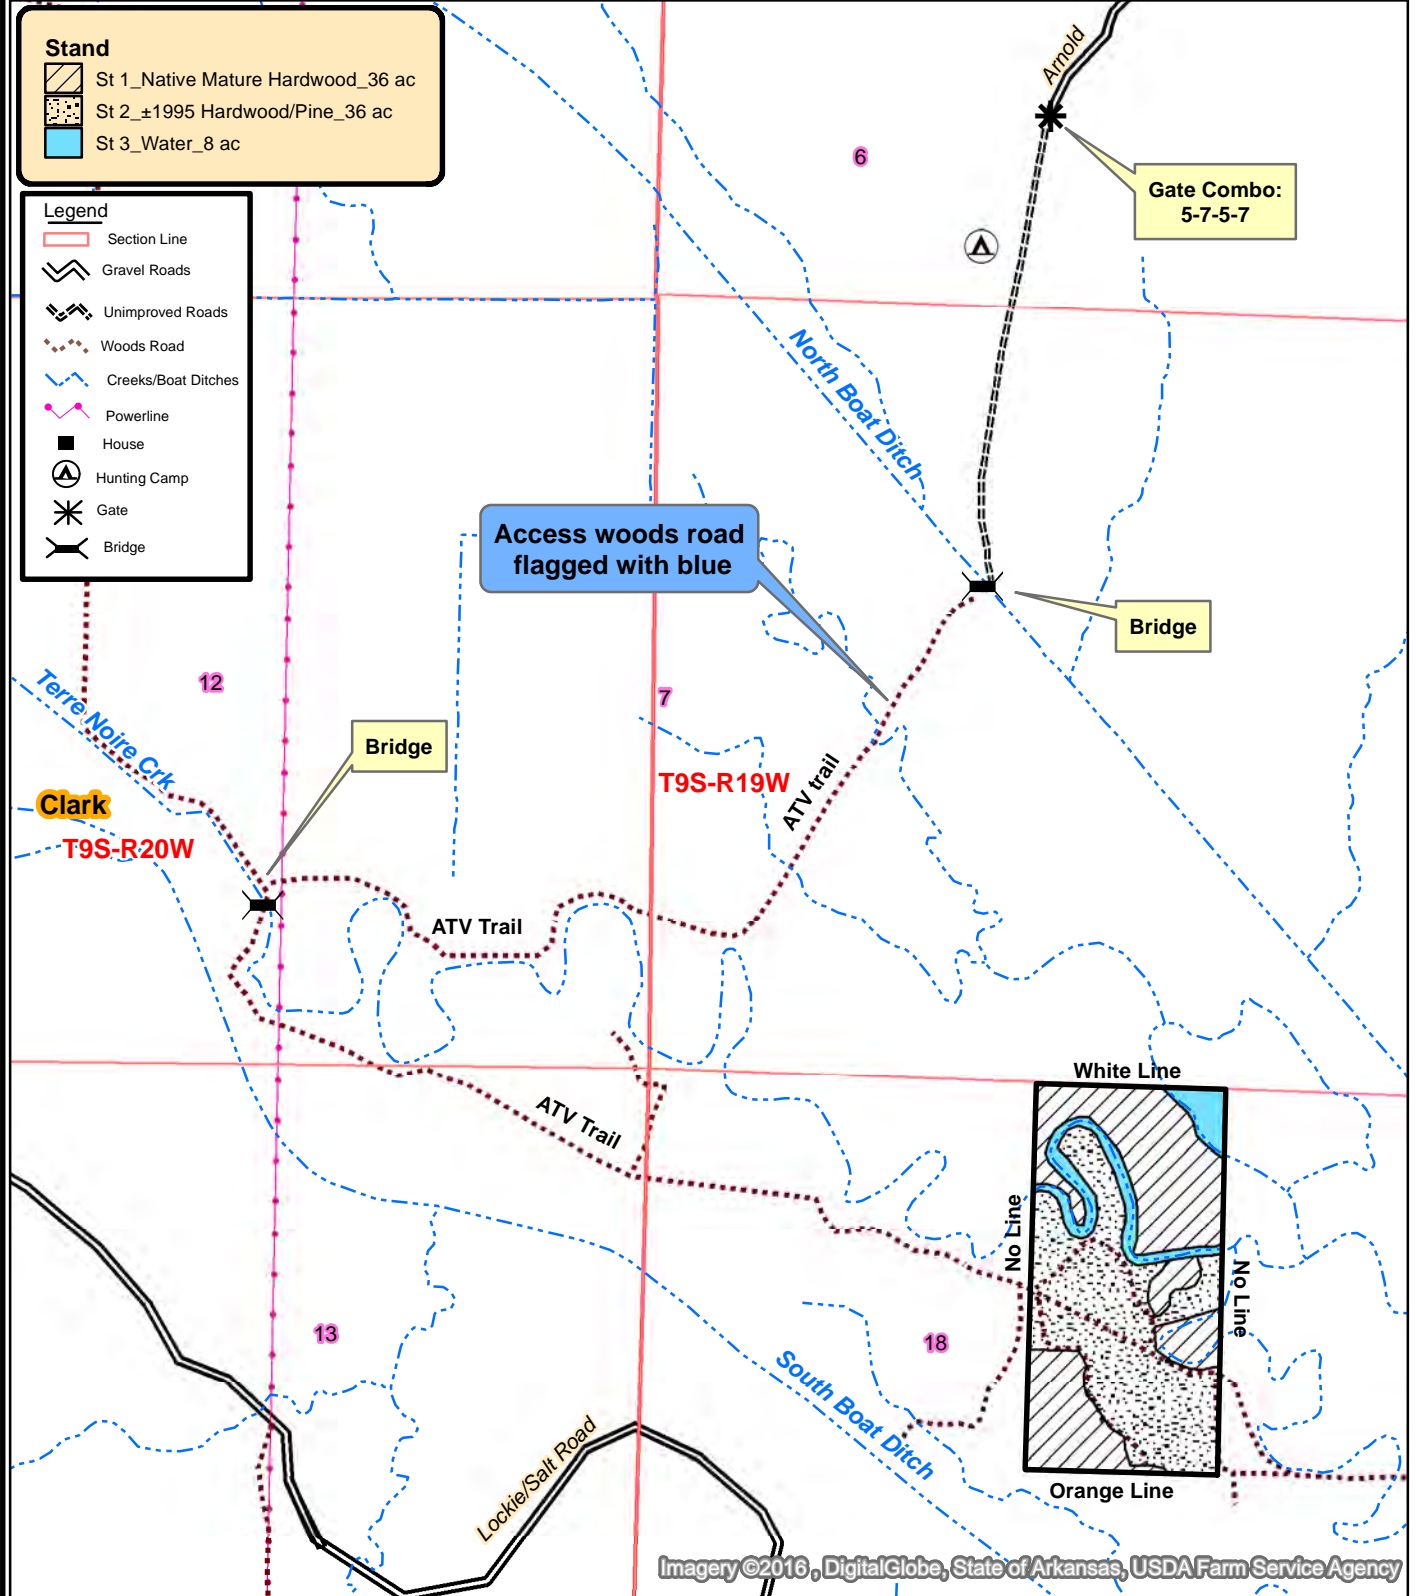 Stand
St 1_Native Mature Hardwood_36 ac
St 2_±1995 Hardwood/Pine_36 ac
St 3_Water_8 ac
Legend
Section Line
Gravel Roads
Unimproved Roads
Woods Road
Creeks/Boat Ditches
Powerline
House
Hunting Camp
Gate
Bridge
Arnold
6
Gate Combo:
5-7-5-7
North Boat Ditch
Access woods road
flagged with blue
Bridge
12
7
Terre Noire Crk
Bridge
T9S-R19W
ATV trail
Clark
T9S-R20W
ATV Trail
White Line
ATV Trail
No Line
No Line
13
18
South Boat Ditch
Lockie/Salt Road
Orange Line
Imagery ©2016 , DigitalGlobe, State of Arkansas, USDA Farm Service Agency